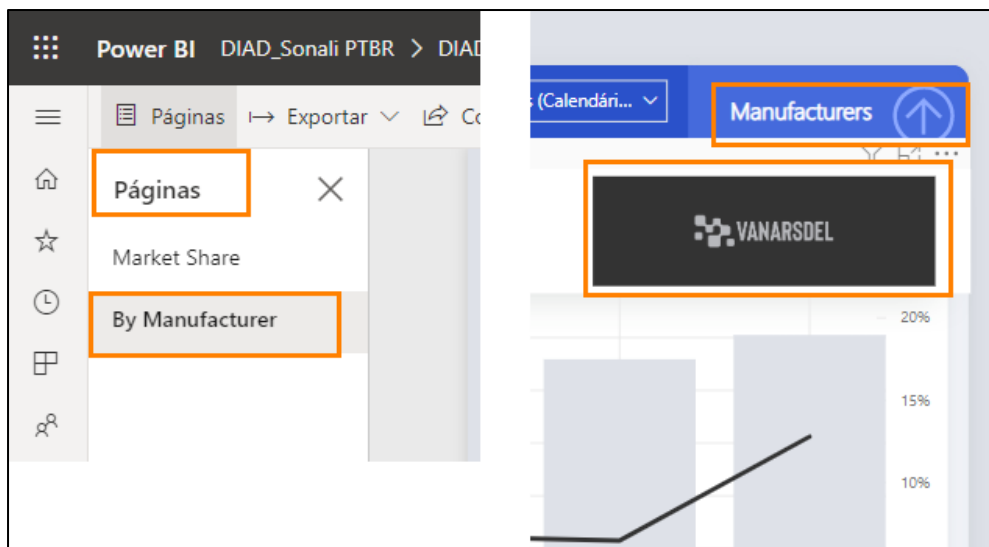 Power BI DIAD_Sonali PTBR > DIAD
Páginas Exportar
Páginas
Market Share
By Manufacturer
s (Calendári...
Manufacturers
VANARSDEL
20%
15%
10%